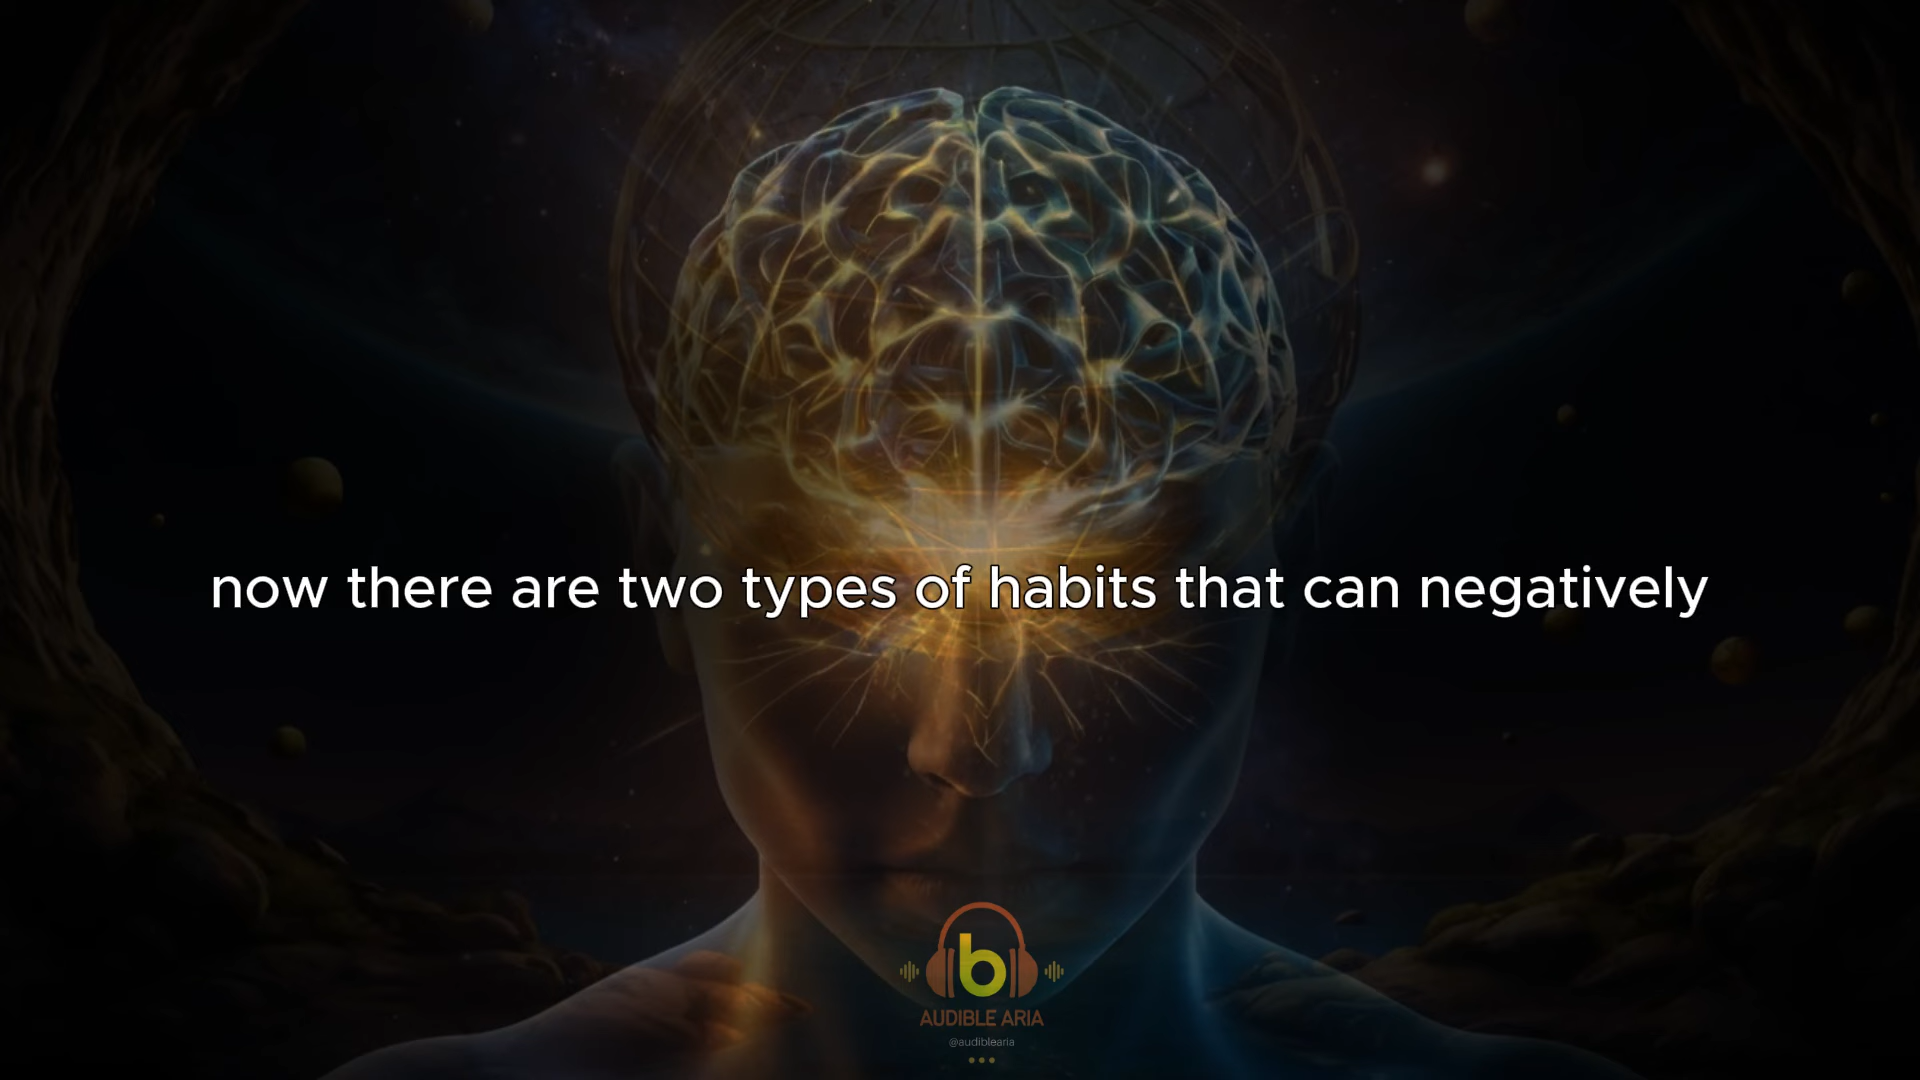 now there are two types of habits that can negatively
b
AUDIBLE ARIA
@audiblearia